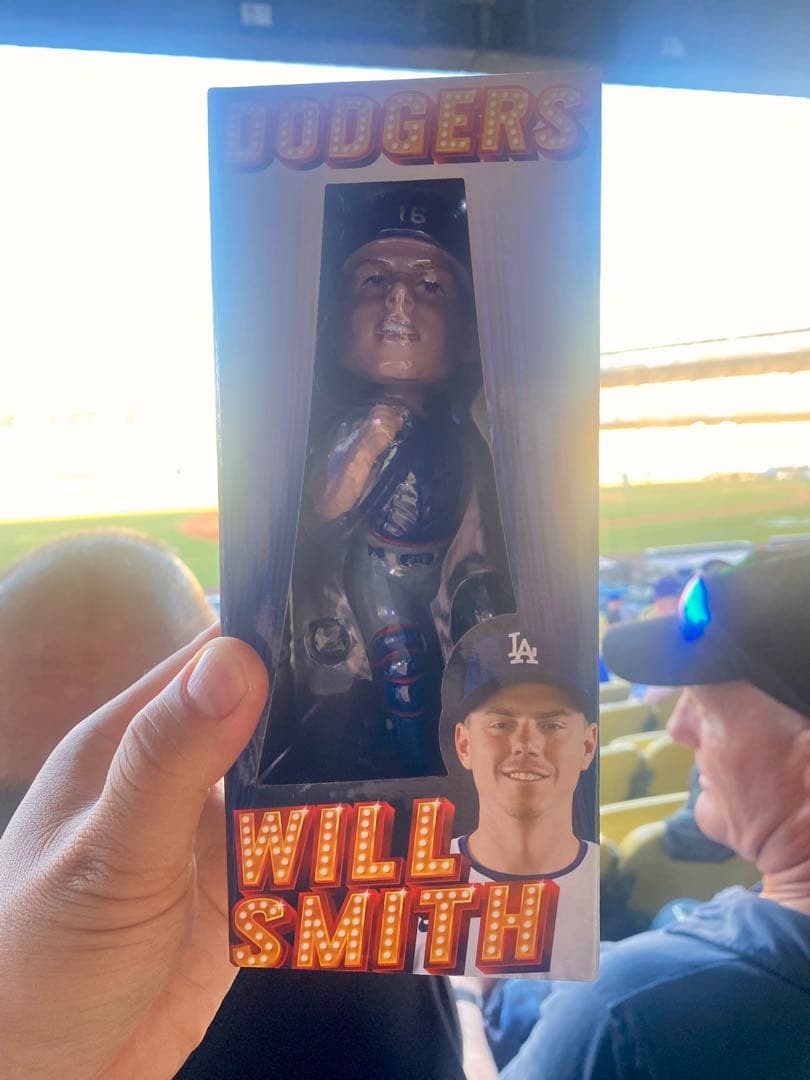 DODGERS
16
LA
WILL
SMITH